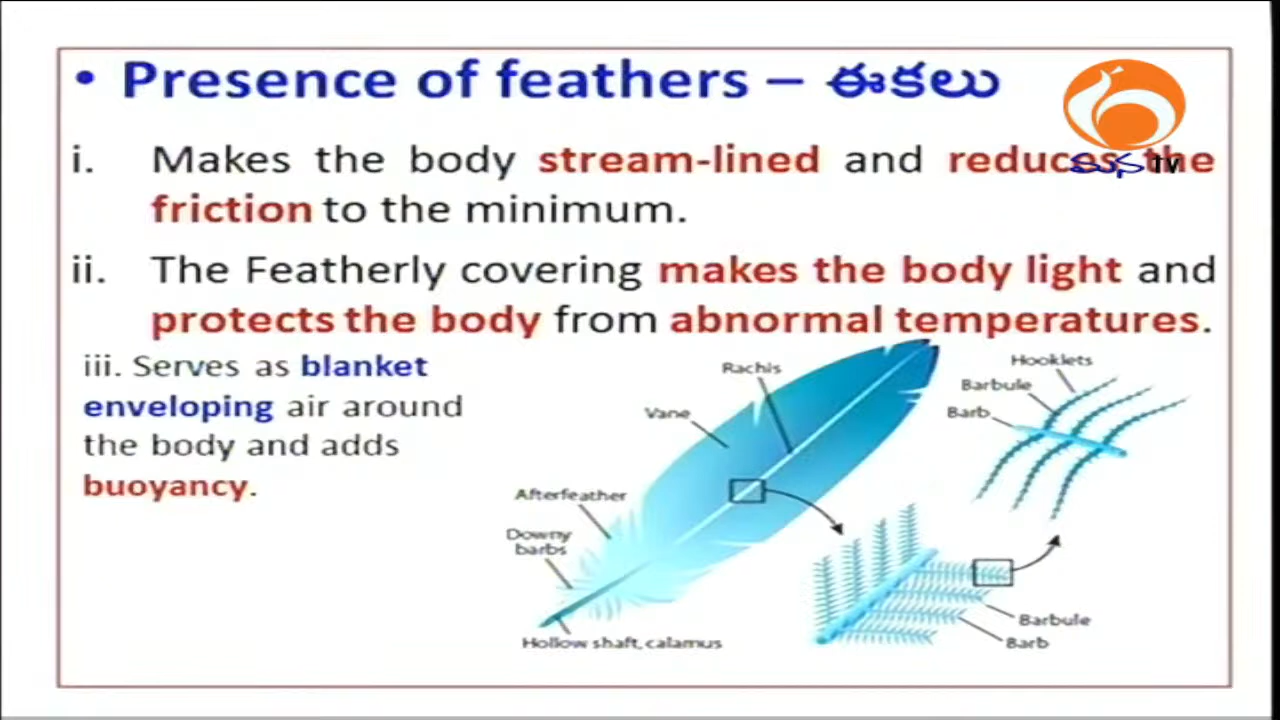 • Presence of feathers – ఈకలు
i. Makes the body stream-lined and reduces the
friction to the minimum.
ii. The Featherly covering makes the body light and
protects the body from abnormal temperatures.
iii. Serves as blanket
enveloping air around
the body and adds
buoyancy.
Rachis
Vane
Afterfeather
Downy
barbs
Hollow shaft, calamus
Hooklets
Barbule
Barb
Barbule
Barb
మన TV